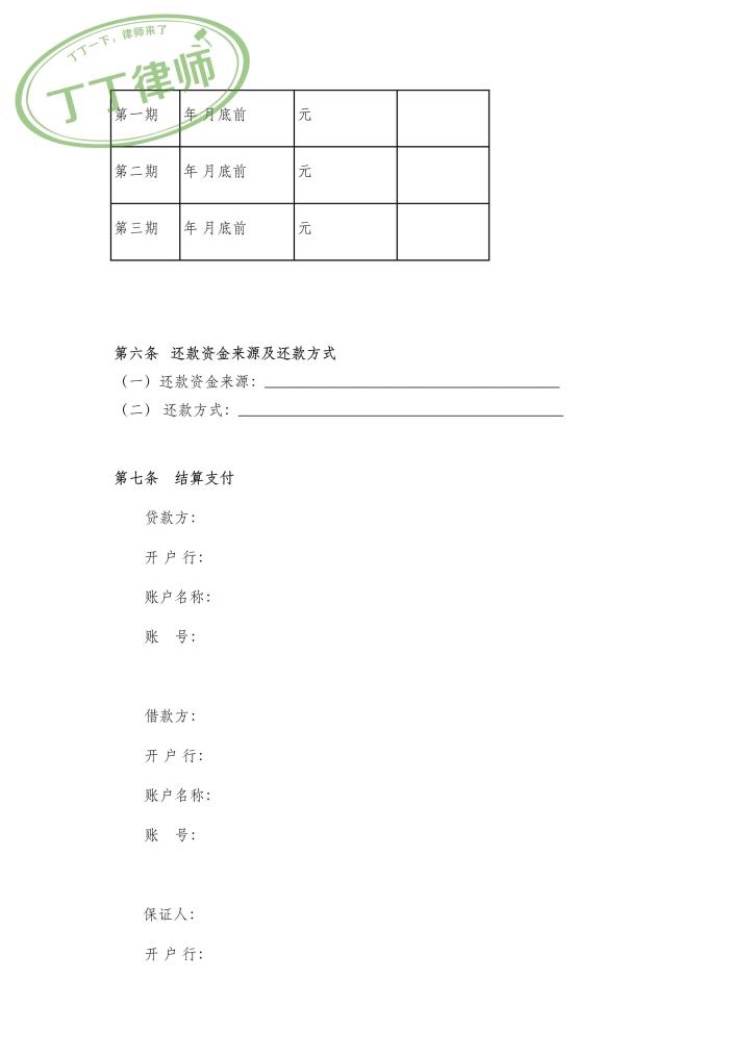 丁丁一下，律师来了
丁丁律师
第一期 年 月底前 元
第二期 年 月底前 元
第三期 年 月底前 元
第六条 还款资金来源及还款方式
（一）还款资金来源：
（二） 还款方式：
第七条 结算支付
贷款方：
开 户 行：
账户名称：
账 号：
借款方：
开 户 行：
账户名称：
账 号：
保证人：
开 户 行：